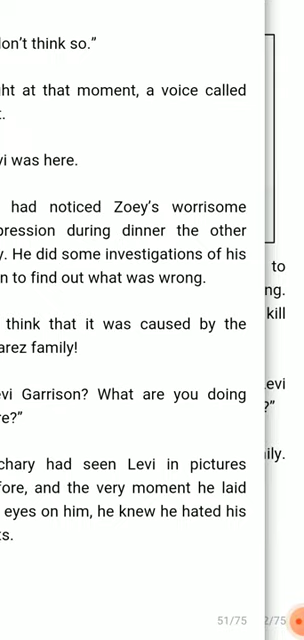 don't think so."
ght at that moment, a voice called
t.
vi was here.
had noticed Zoey's worrisome
pression during dinner the other
y. He did some investigations of his
n to find out what was wrong.
think that it was caused by the
arez family!
evi Garrison? What are you doing
re?"
chary had seen Levi in pictures
fore, and the very moment he laid
eyes on him, he knew he hated his
ts.
51/75
to
ng.
kill
Levi
?"
ily.
2/75